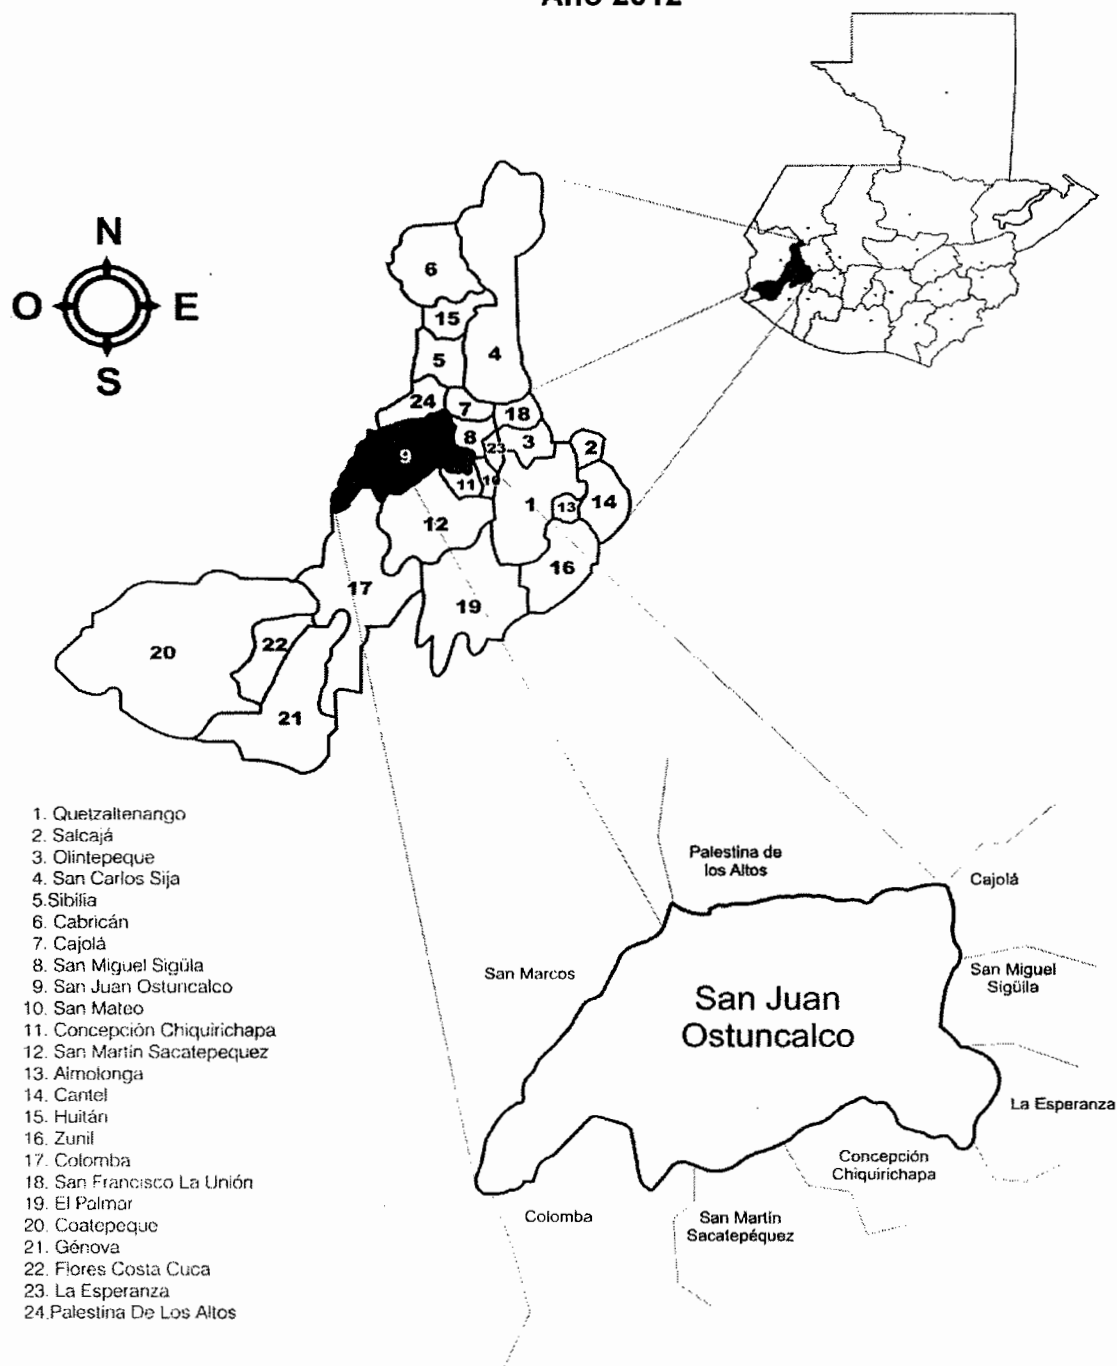 Año 2012
N
O
E
S
6
15
5
4
24
7
18
8
23
3
2
9
11
10
1
13
14
12
16
17
19
20
22
21
1. Quetzaltenango
2. Salcajá
3. Olintepeque
4. San Carlos Sija
5.Sibilia
6. Cabricán
7. Cajolá
8. San Miguel Sigüla
9. San Juan Ostuncalco
10. San Mateo
11. Concepción Chiquirichapa
12. San Martín Sacatepequez
13. Almolonga
14. Cantel
15. Huitán
16. Zunil
17. Colomba
18. San Francisco La Unión
19. El Palmar
20. Coatepeque
21. Génova
22. Flores Costa Cuca
23. La Esperanza
24.Palestina De Los Altos
Palestina de
los Altos
Cajolá
San Marcos
San Miguel
Sigüila
San Juan
Ostuncalco
La Esperanza
Concepción
Chiquirichapa
Colomba
San Martín
Sacatepéquez